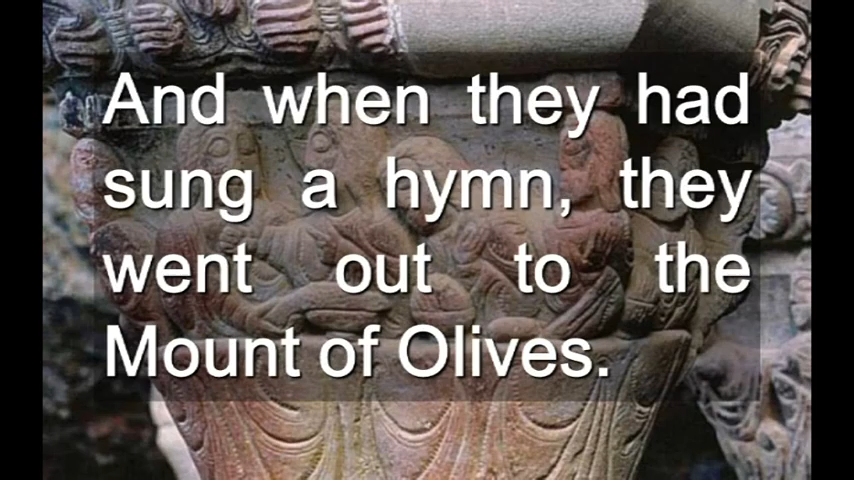 And when they had
sung a hymn, they
went out to the
Mount of Olives.